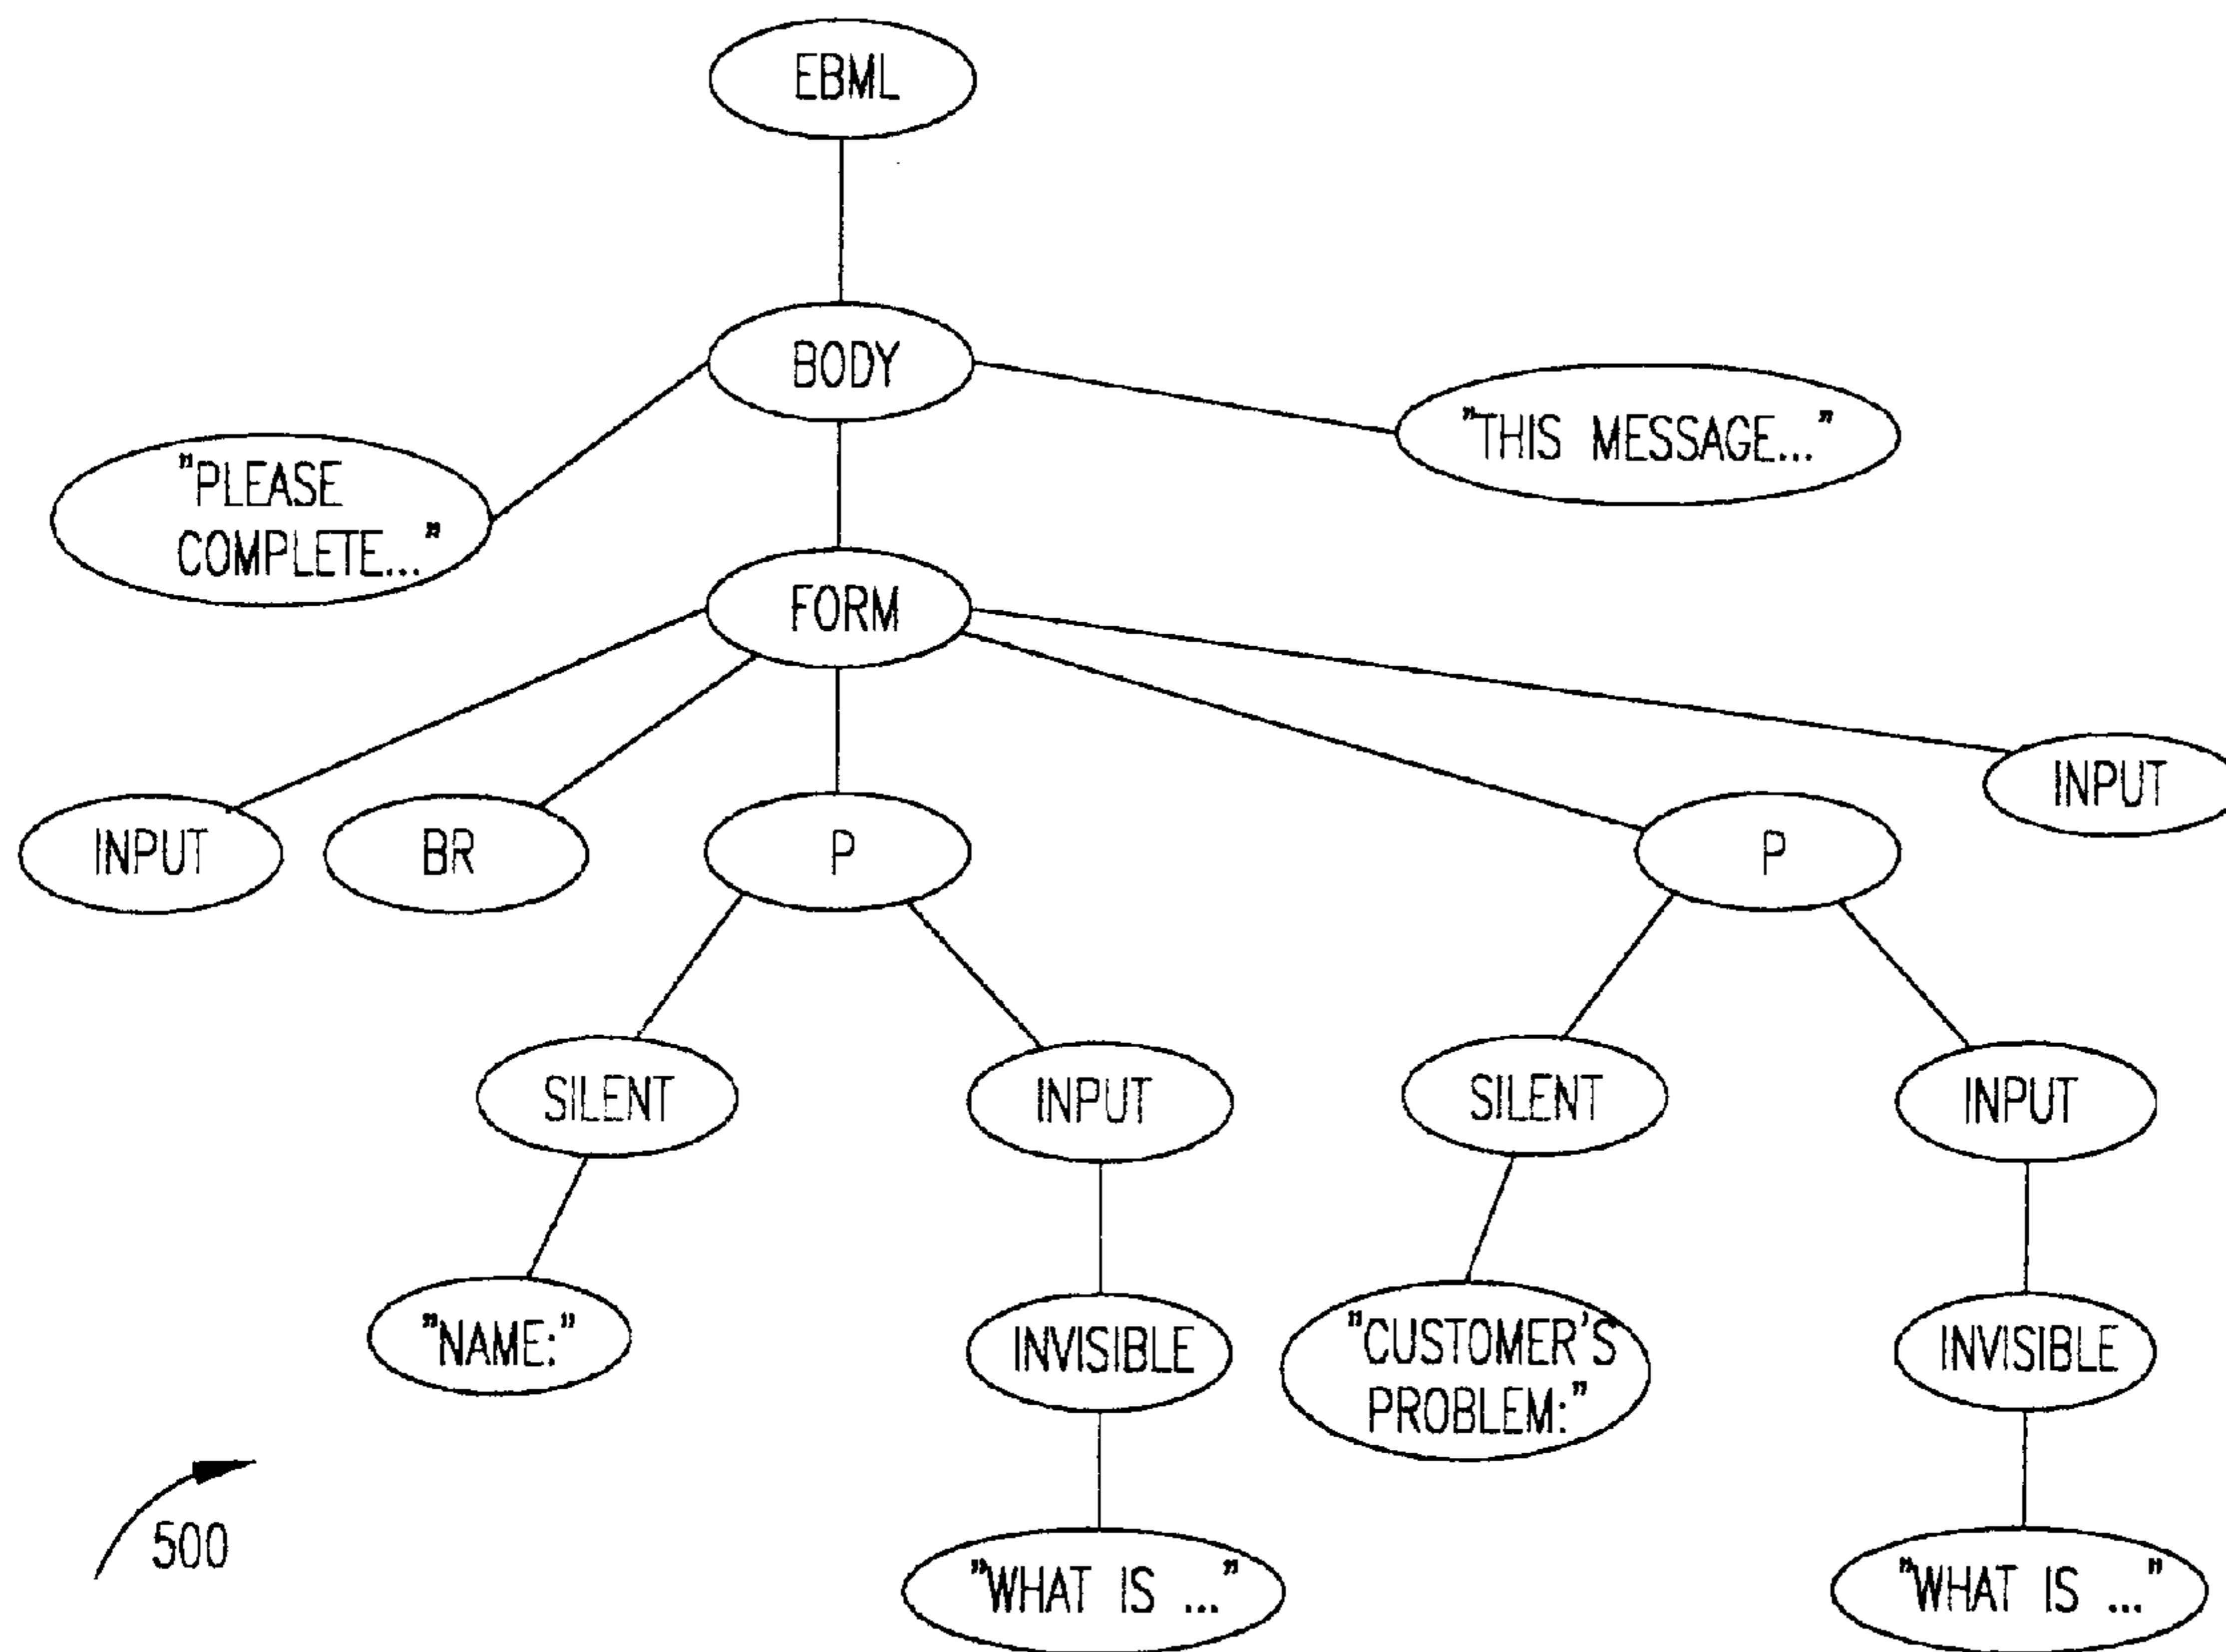 EBML
BODY
"THIS MESSAGE..."
"PLEASE
COMPLETE..."
FORM
INPUT
INPUT
BR
P
P
SILENT
INPUT
SILENT
INPUT
"NAME:"
INVISIBLE
"CUSTOMER'S
PROBLEM:"
INVISIBLE
500
"WHAT IS ..."
"WHAT IS ..."